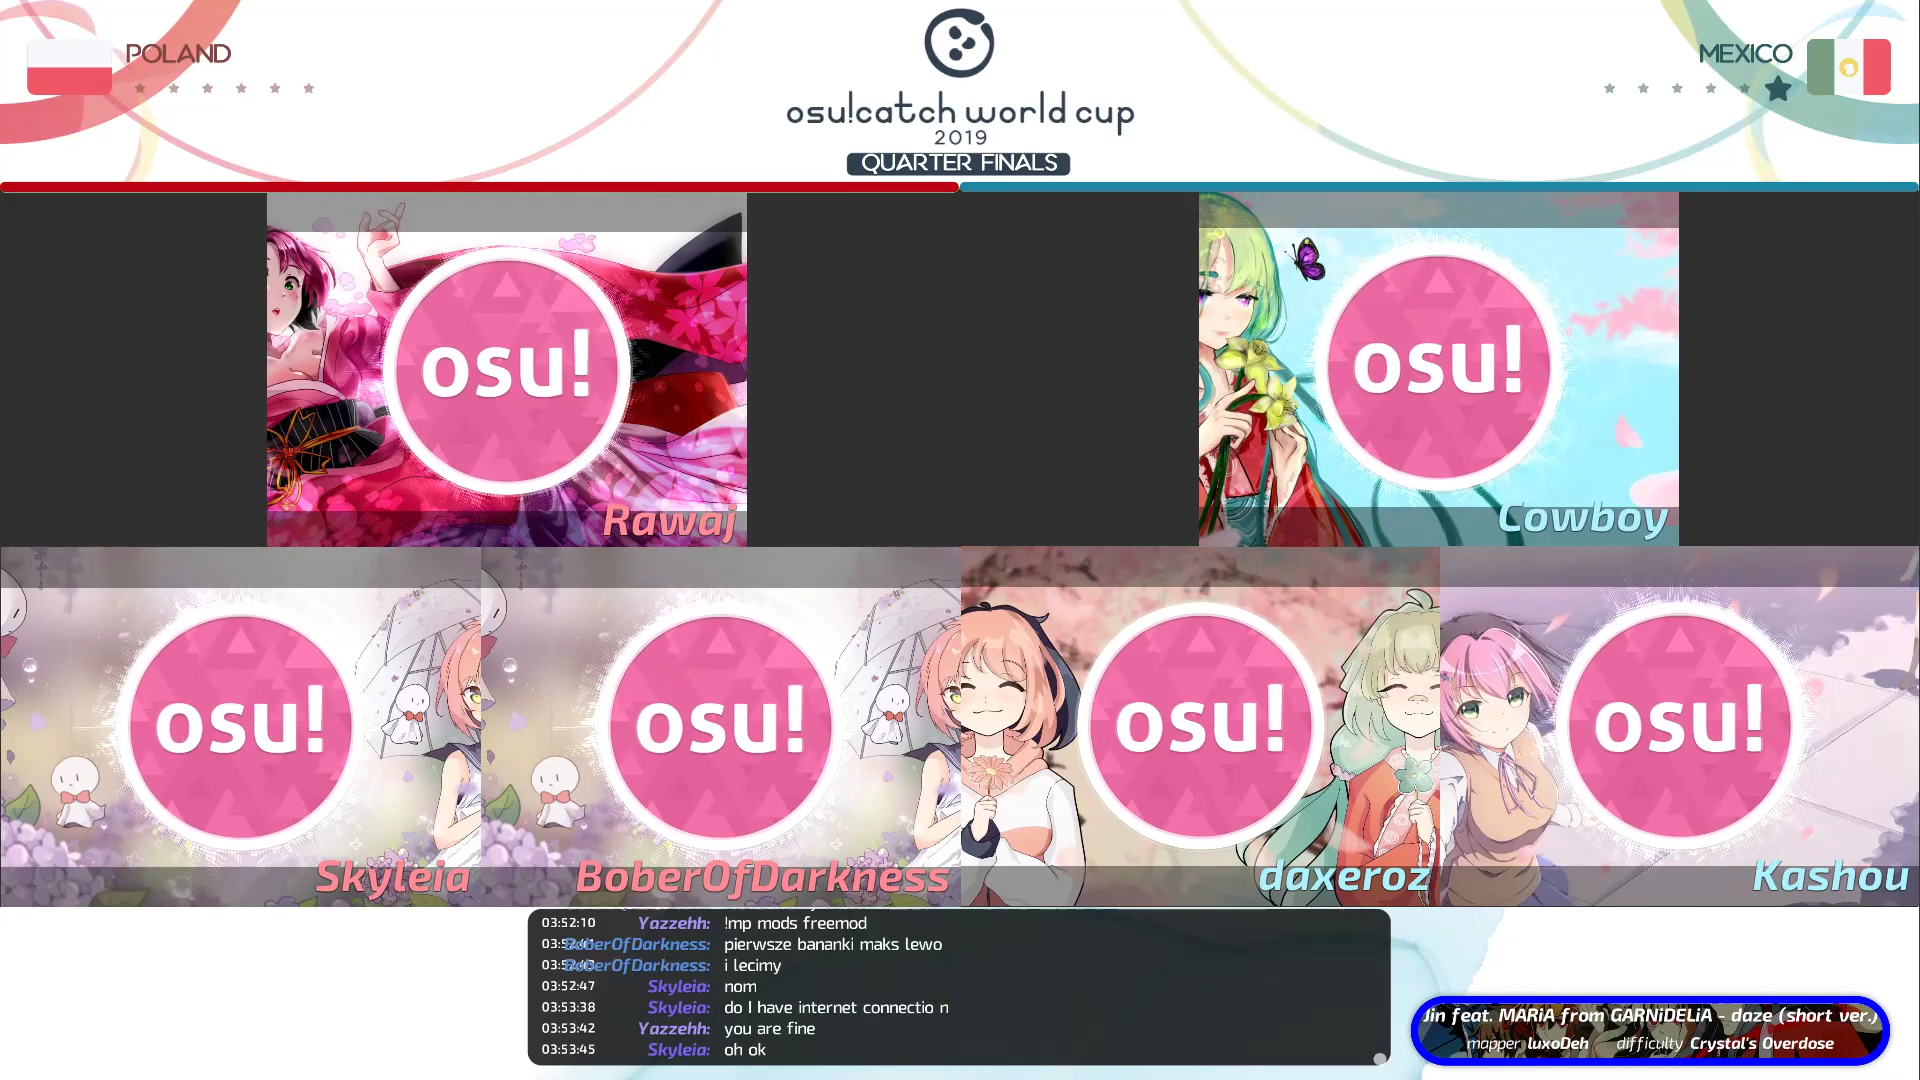 POLAND
MEXICO
osu!catch world cup
2019
QUARTER FINALS
osu!
Rawaj
osu!
Cowboy
osu!
Skyleia
osu!
BoberOfDarkness
osu!
daxeroz
osu!
Kashou
03:52:10 Yazzehh: !mp mods freemod
BoberOfDarkness: pierwsze bananki maks lewo
BoberOfDarkness: i lecimy
03:52:47 Skyleia: nom
03:53:38 Skyleia: do I have internet connectio n
03:53:42 Yazzehh: you are fine
03:53:45 Skyleia: oh ok
Jin feat. MARiA from GARNiDELiA - daze (short ver.)
mapper luxoDeh difficulty Crystal's Overdose